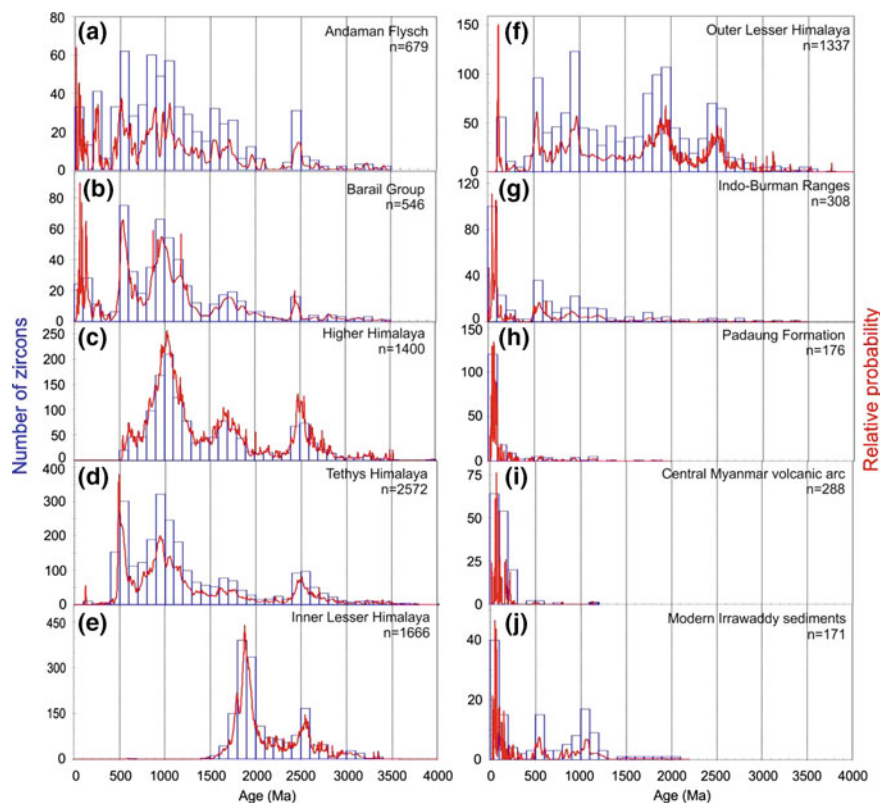 (a)
Andaman Flysch
n=679
80
60
40
20
0
(b)
Barail Group
n=546
80
60
40
20
0
(c)
Higher Himalaya
n=1400
250
200
150
100
50
0
(d)
Tethys Himalaya
n=2572
400
300
200
100
0
(e)
Inner Lesser Himalaya
n=1666
450
300
150
0
0 500 1000 1500 2000 2500 3000 3500 4000
Age (Ma)
Number of zircons
(f)
Outer Lesser Himalaya
n=1337
150
100
50
0
(g)
Indo-Burman Ranges
n=308
120
80
40
0
(h)
Padaung Formation
n=176
150
100
50
0
(i)
Central Myanmar volcanic arc
n=288
75
50
25
0
(j)
Modern Irrawaddy sediments
n=171
40
20
0
0 500 1000 1500 2000 2500 3000 3500 4000
Age (Ma)
Relative probability